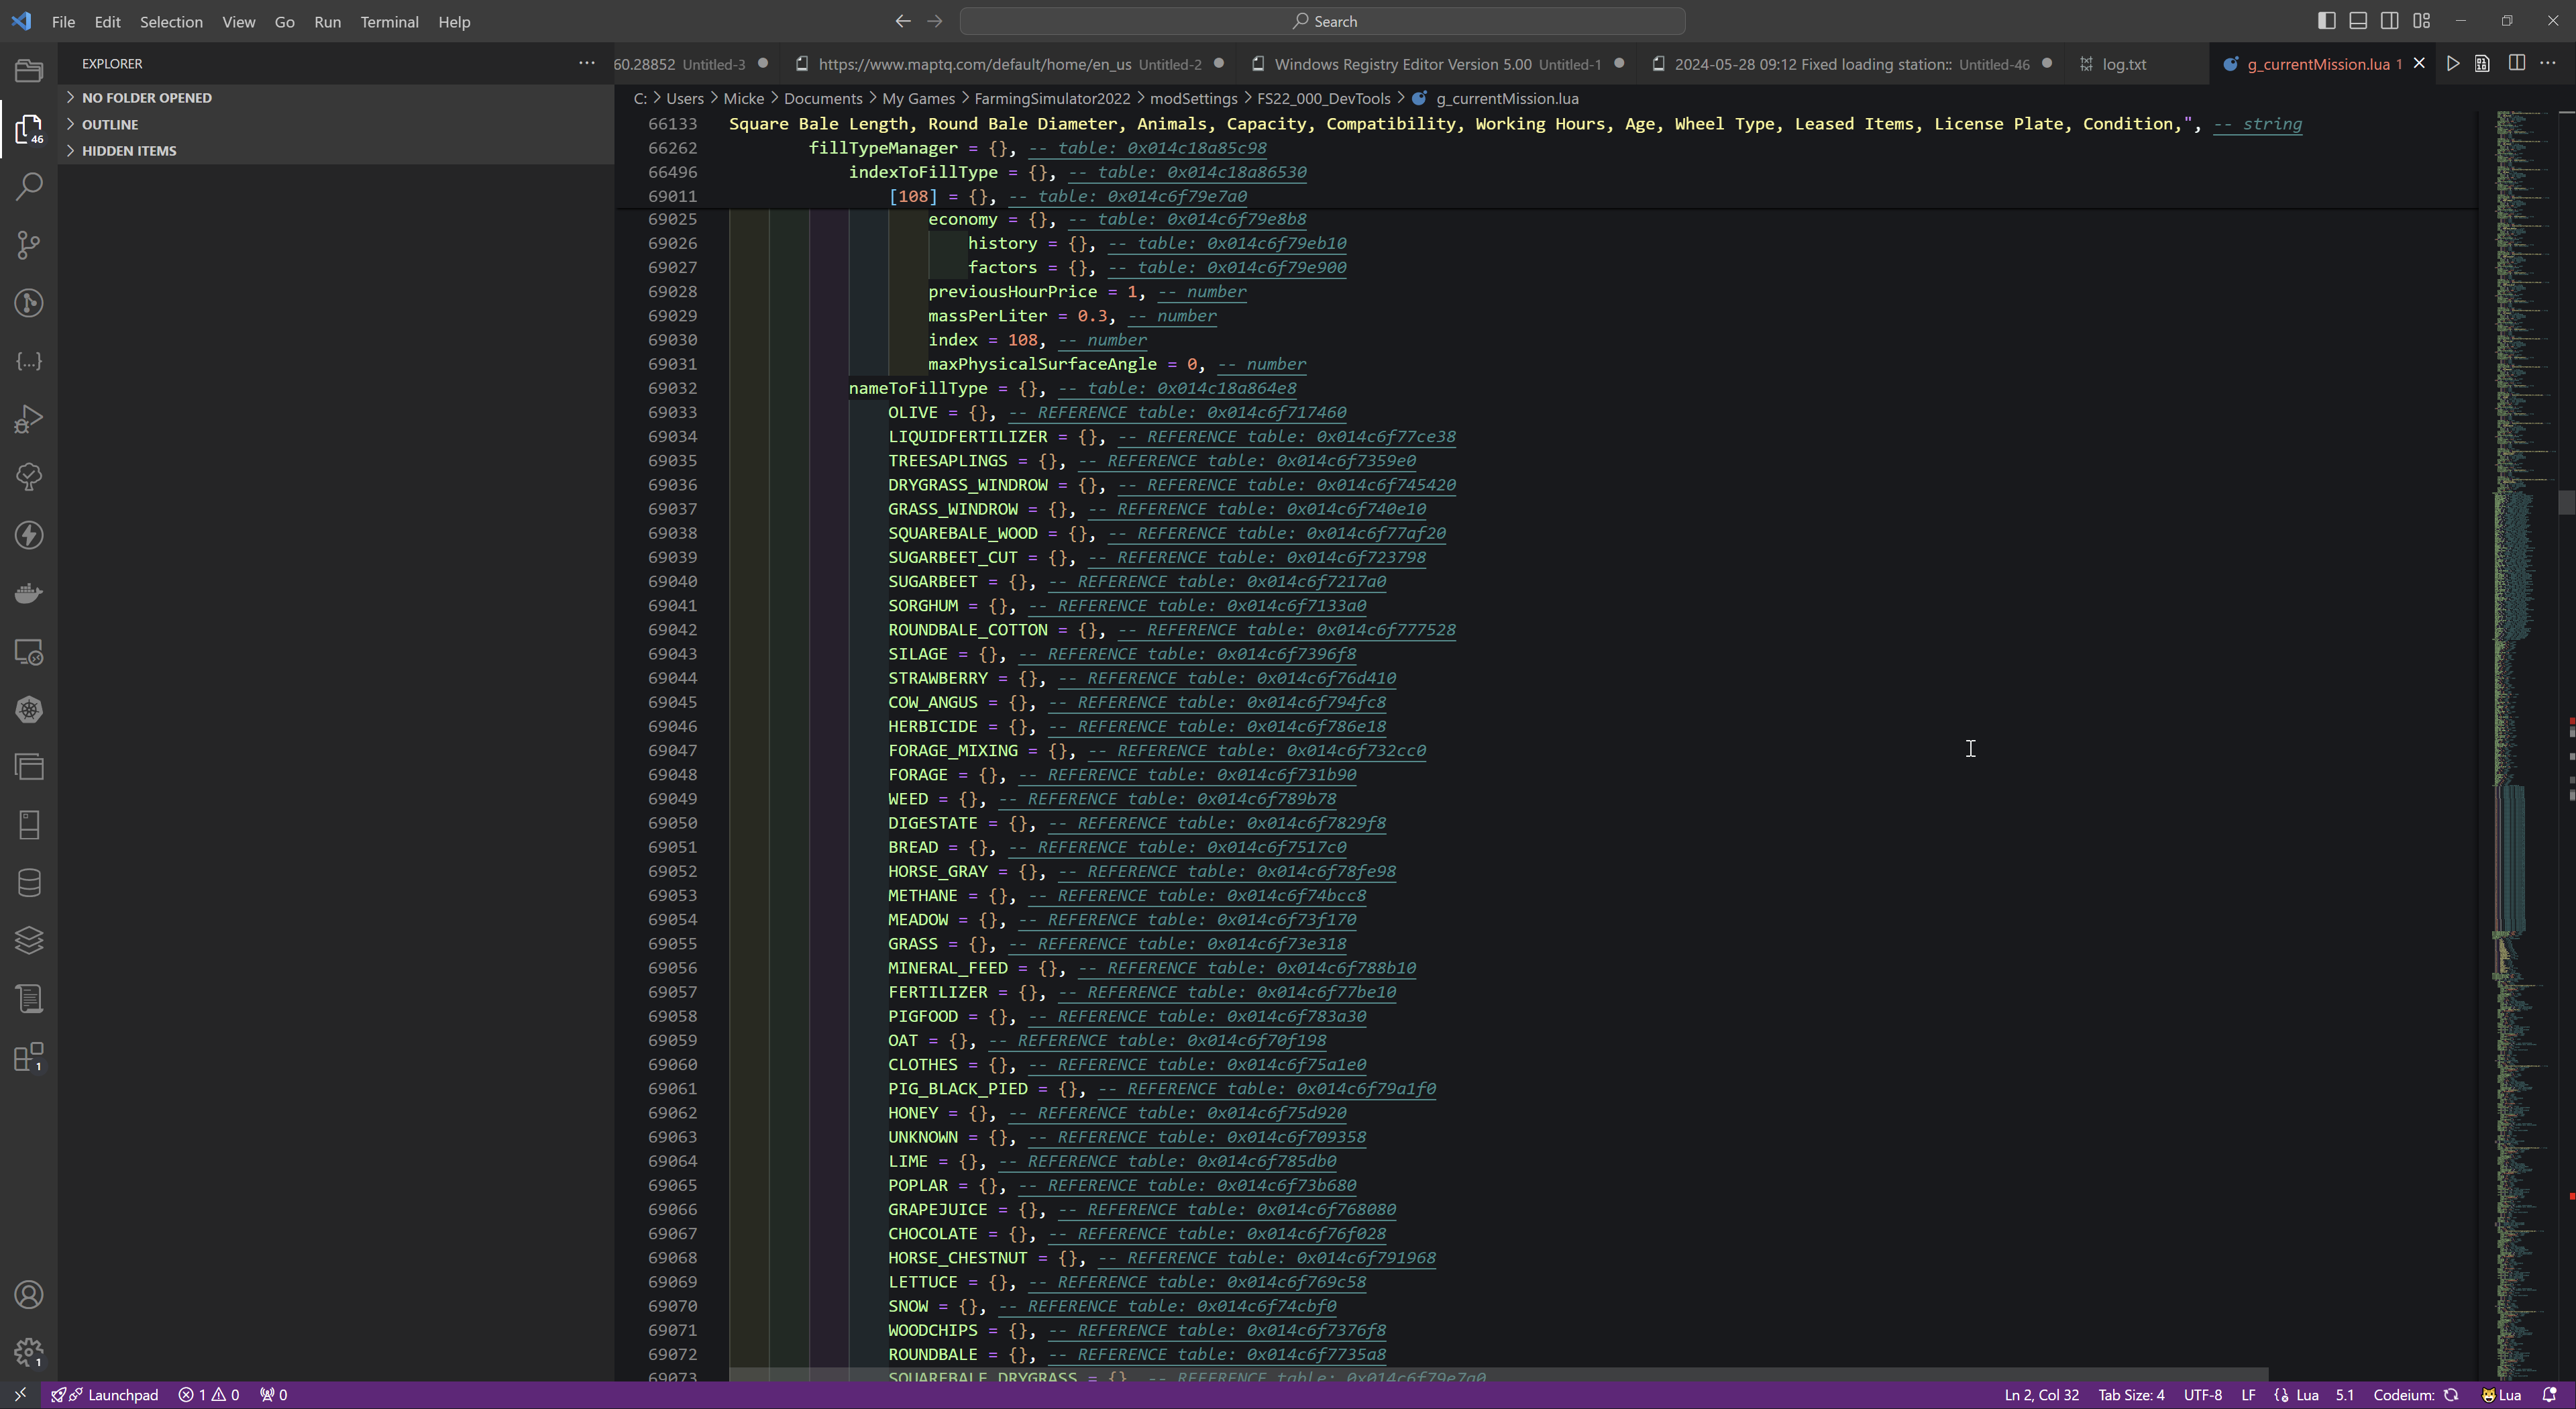 File Edit Selection View Go Run Terminal Help
Search
EXPLORER
60.28852 Untitled-3 https://www.maptq.com/default/home/en_us Untitled-2 Windows Registry Editor Version 5.00 Untitled-1 2024-05-28 09:12 Fixed loading station:: Untitled-46 log.txt g_currentMission.lua 1
NO FOLDER OPENED
OUTLINE
HIDDEN ITEMS
46
1
1
C: > Users > Micke > Documents > My Games > FarmingSimulator2022 > modSettings > FS22_000_DevTools > g_currentMission.lua
66133 Square Bale Length, Round Bale Diameter, Animals, Capacity, Compatibility, Working Hours, Age, Wheel Type, Leased Items, License Plate, Condition,", -- string
66262 fillTypeManager = {}, -- table: 0x014c18a85c98
66496 indexToFillType = {}, -- table: 0x014c18a86530
69011 [108] = {}, -- table: 0x014c6f79e7a0
69025 economy = {}, -- table: 0x014c6f79e8b8
69026 history = {}, -- table: 0x014c6f79eb10
69027 factors = {}, -- table: 0x014c6f79e900
69028 previousHourPrice = 1, -- number
69029 massPerLiter = 0.3, -- number
69030 index = 108, -- number
69031 maxPhysicalSurfaceAngle = 0, -- number
69032 nameToFillType = {}, -- table: 0x014c18a864e8
69033 OLIVE = {}, -- REFERENCE table: 0x014c6f717460
69034 LIQUIDFERTILIZER = {}, -- REFERENCE table: 0x014c6f77ce38
69035 TREESAPLINGS = {}, -- REFERENCE table: 0x014c6f7359e0
69036 DRYGRASS_WINDROW = {}, -- REFERENCE table: 0x014c6f745420
69037 GRASS_WINDROW = {}, -- REFERENCE table: 0x014c6f740e10
69038 SQUAREBALE_WOOD = {}, -- REFERENCE table: 0x014c6f77af20
69039 SUGARBEET_CUT = {}, -- REFERENCE table: 0x014c6f723798
69040 SUGARBEET = {}, -- REFERENCE table: 0x014c6f7217a0
69041 SORGHUM = {}, -- REFERENCE table: 0x014c6f7133a0
69042 ROUNDBALE_COTTON = {}, -- REFERENCE table: 0x014c6f777528
69043 SILAGE = {}, -- REFERENCE table: 0x014c6f7396f8
69044 STRAWBERRY = {}, -- REFERENCE table: 0x014c6f76d410
69045 COW_ANGUS = {}, -- REFERENCE table: 0x014c6f794fc8
69046 HERBICIDE = {}, -- REFERENCE table: 0x014c6f786e18
69047 FORAGE_MIXING = {}, -- REFERENCE table: 0x014c6f732cc0
69048 FORAGE = {}, -- REFERENCE table: 0x014c6f731b90
69049 WEED = {}, -- REFERENCE table: 0x014c6f789b78
69050 DIGESTATE = {}, -- REFERENCE table: 0x014c6f7829f8
69051 BREAD = {}, -- REFERENCE table: 0x014c6f7517c0
69052 HORSE_GRAY = {}, -- REFERENCE table: 0x014c6f78fe98
69053 METHANE = {}, -- REFERENCE table: 0x014c6f74bcc8
69054 MEADOW = {}, -- REFERENCE table: 0x014c6f73f170
69055 GRASS = {}, -- REFERENCE table: 0x014c6f73e318
69056 MINERAL_FEED = {}, -- REFERENCE table: 0x014c6f788b10
69057 FERTILIZER = {}, -- REFERENCE table: 0x014c6f77be10
69058 PIGFOOD = {}, -- REFERENCE table: 0x014c6f783a30
69059 OAT = {}, -- REFERENCE table: 0x014c6f70f198
69060 CLOTHES = {}, -- REFERENCE table: 0x014c6f75a1e0
69061 PIG_BLACK_PIED = {}, -- REFERENCE table: 0x014c6f79a1f0
69062 HONEY = {}, -- REFERENCE table: 0x014c6f75d920
69063 UNKNOWN = {}, -- REFERENCE table: 0x014c6f709358
69064 LIME = {}, -- REFERENCE table: 0x014c6f785db0
69065 POPLAR = {}, -- REFERENCE table: 0x014c6f73b680
69066 GRAPEJUICE = {}, -- REFERENCE table: 0x014c6f768080
69067 CHOCOLATE = {}, -- REFERENCE table: 0x014c6f76f028
69068 HORSE_CHESTNUT = {}, -- REFERENCE table: 0x014c6f791968
69069 LETTUCE = {}, -- REFERENCE table: 0x014c6f769c58
69070 SNOW = {}, -- REFERENCE table: 0x014c6f74cbf0
69071 WOODCHIPS = {}, -- REFERENCE table: 0x014c6f7376f8
69072 ROUNDBALE = {}, -- REFERENCE table: 0x014c6f7735a8
69073 SQUAREBALE_DRYGRASS = {}, -- REFERENCE table: 0x014c6f79e7a0
Launchpad 1 0 0 Ln 2, Col 32 Tab Size: 4 UTF-8 LF Lua 5.1 Codeium: Lua